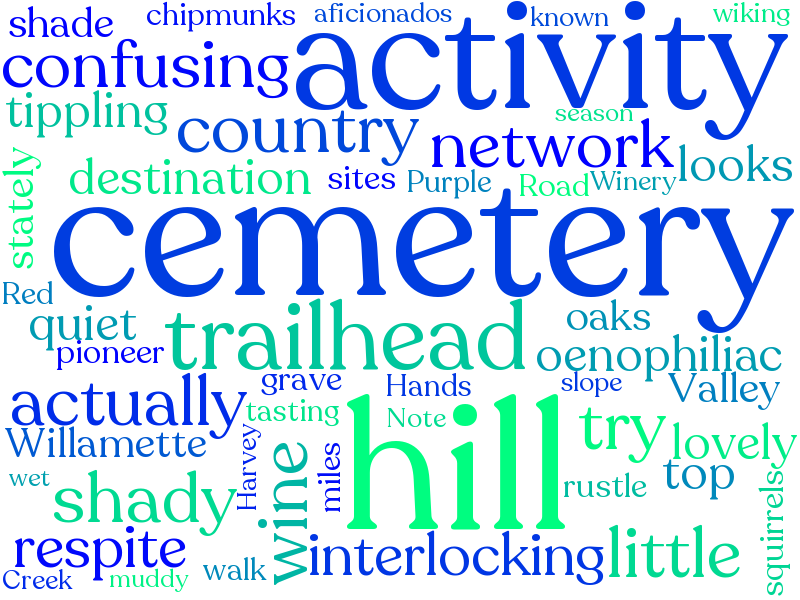 shade
chipmunks
aficionados
known
wiking
confusing
activity
tippling
country
season
network
looks
stately
destination
sites
Purple
Road
Winery
cemetery
Red
quiet
trailhead
oaks
pioneer
oenophiliac
actually
grave
Hands
slope
Valley
tasting
Note
try
lovely
Willamette
Harvey
wine
miles
hill
top
wet
shady
rustle
squirrels
respite
interlocking
little
Creek
muddy
walk